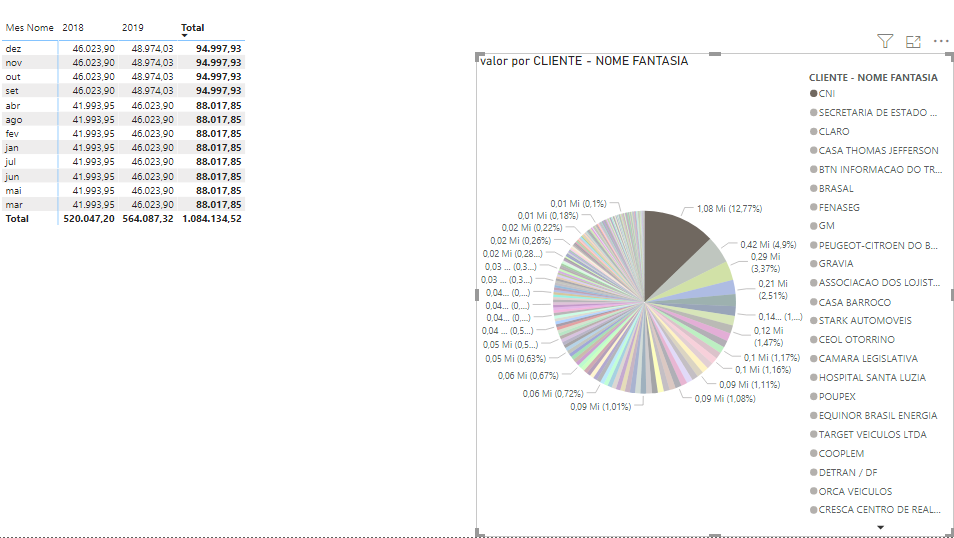 Mes Nome 2018 2019 Total
dez 46.023,90 48.974,03 94.997,93
nov 46.023,90 48.974,03 94.997,93
out 46.023,90 48.974,03 94.997,93
set 46.023,90 48.974,03 94.997,93
abr 41.993,95 46.023,90 88.017,85
ago 41.993,95 46.023,90 88.017,85
fev 41.993,95 46.023,90 88.017,85
jan 41.993,95 46.023,90 88.017,85
jul 41.993,95 46.023,90 88.017,85
jun 41.993,95 46.023,90 88.017,85
mai 41.993,95 46.023,90 88.017,85
mar 41.993,95 46.023,90 88.017,85
Total 520.047,20 564.087,32 1.084.134,52
valor por CLIENTE - NOME FANTASIA
1,08 Mi (12,77%)
0,42 Mi (4,9%)
0,29 Mi
(3,37%)
0,21 Mi
(2,51%)
0,14... (1,...)
0,12 Mi
(1,47%)
0,1 Mi (1,17%)
0,1 Mi (1,16%)
0,09 Mi (1,11%)
0,09 Mi (1,08%)
0,09 Mi (1,01%)
0,06 Mi (0,72%)
0,06 Mi (0,67%)
0,05 Mi (0,63%)
0,05 Mi (0,5...)
0,04 ... (0,5...)
0,04... (0,...)
0,04... (0,...)
0,04... (0,...)
0,03 ... (0,3...)
0,03 ... (0,3...)
0,02 Mi (0,28...)
0,02 Mi (0,26%)
0,02 Mi (0,22%)
0,01 Mi (0,18%)
0,01 Mi (0,1%)
CLIENTE - NOME FANTASIA
CNI
SECRETARIA DE ESTADO ...
CLARO
CASA THOMAS JEFFERSON
BTN INFORMACAO DO TR...
BRASAL
FENASEG
GM
PEUGEOT-CITROEN DO B...
GRAVIA
ASSOCIACAO DOS LOJIST...
CASA BARROCO
STARK AUTOMOVEIS
CEOL OTORRINO
CAMARA LEGISLATIVA
HOSPITAL SANTA LUZIA
POUPEX
EQUINOR BRASIL ENERGIA
TARGET VEICULOS LTDA
COOPLEM
DETRAN / DF
ORCA VEICULOS
CRESCA CENTRO DE REAL...